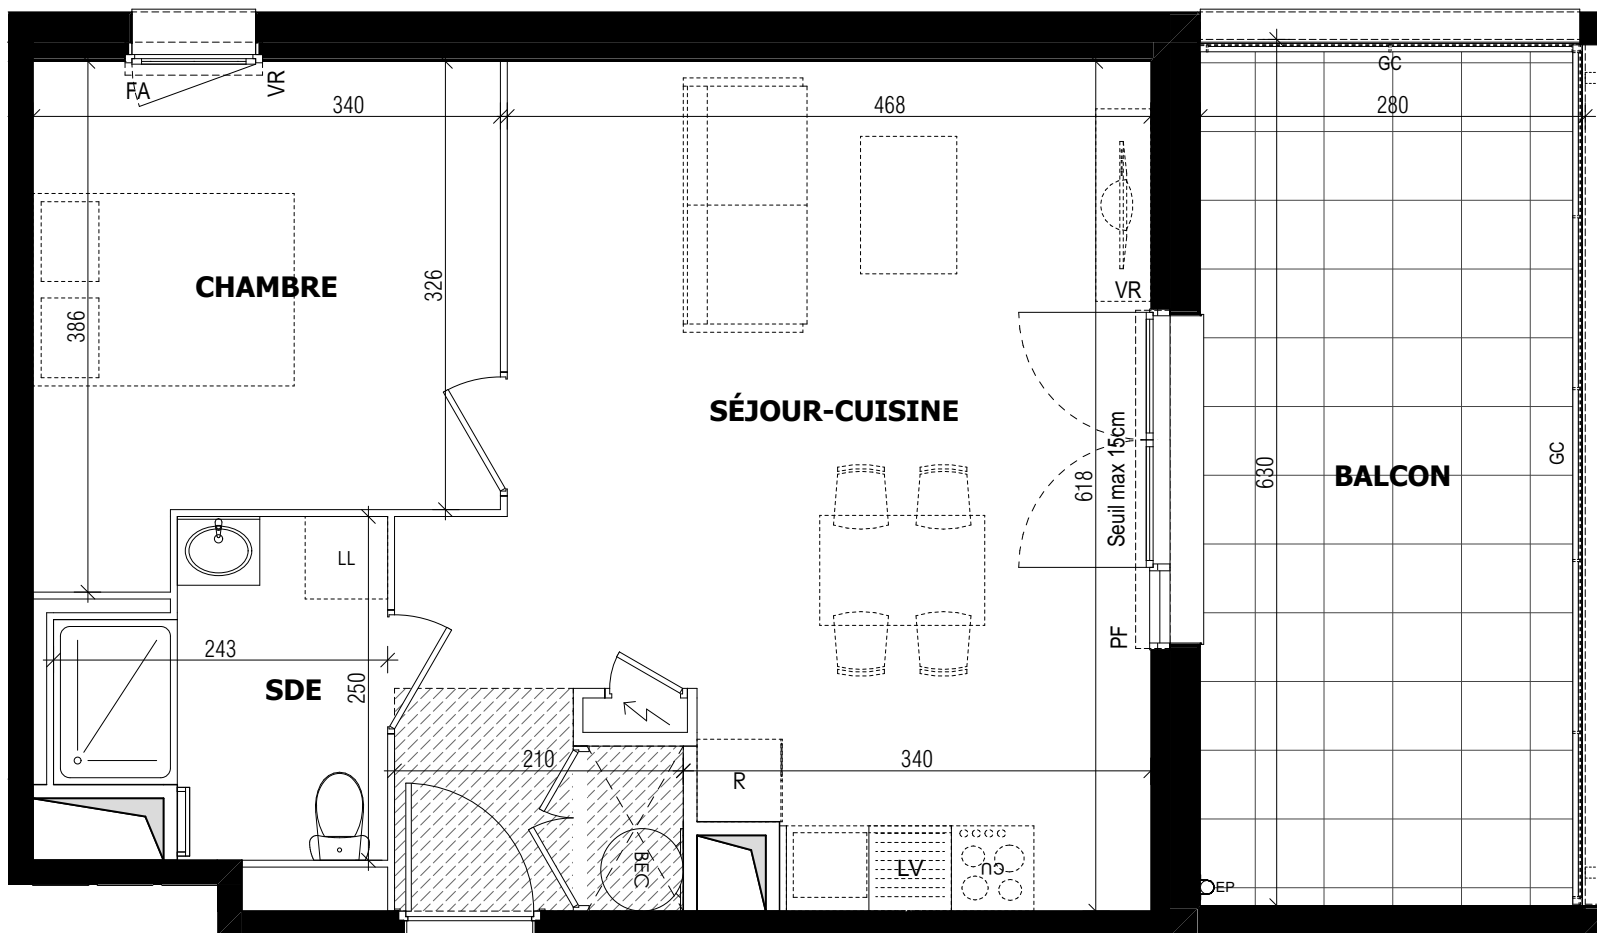 GC
FA
VR
340
468
280
CHAMBRE
326
386
VR
SÉJOUR-CUISINE
Seuil max 15cm
618
630
GC
BALCON
LL
243
SDE
250
PF
210
340
R
BEC
LV
CU
EP